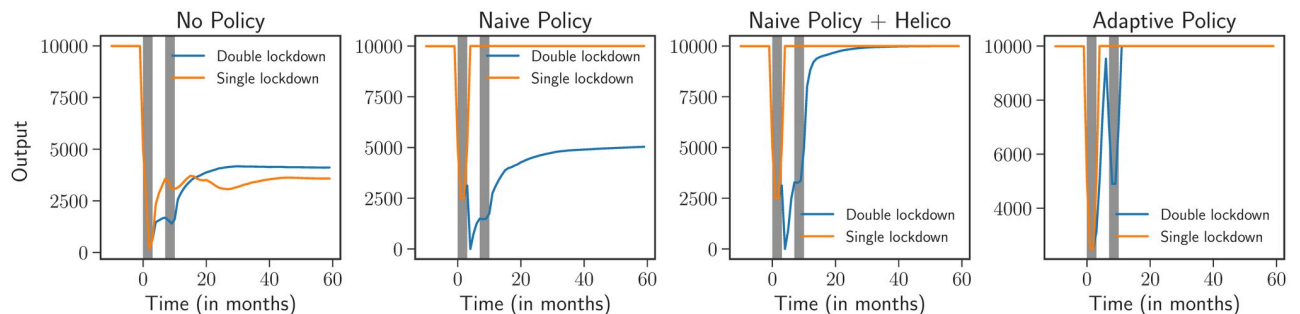 No Policy
Naive Policy
Naive Policy + Helico
Adaptive Policy
Output
10000
7500
5000
2500
0
Double lockdown
Single lockdown
0 20 40 60
Time (in months)
10000
7500
5000
2500
0
Double lockdown
Single lockdown
0 20 40 60
Time (in months)
10000
7500
5000
2500
0
Double lockdown
Single lockdown
0 20 40 60
Time (in months)
10000
8000
6000
4000
Double lockdown
Single lockdown
0 20 40 60
Time (in months)